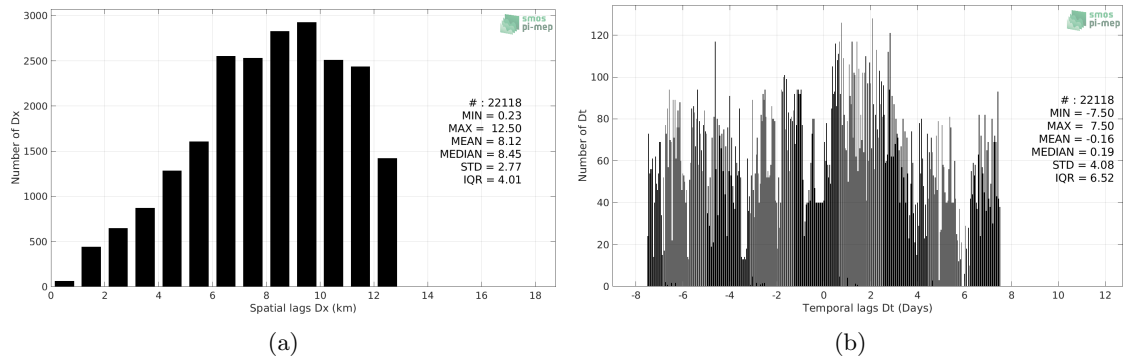 smos
pi-mep
3000
2500
2000
1500
1000
500
0
Number of Dx
# : 22118
MIN = 0.23
MAX = 12.50
MEAN = 8.12
MEDIAN = 8.45
STD = 2.77
IQR = 4.01
0 2 4 6 8 10 12 14 16 18
Spatial lags Dx (km)
(a)
smos
pi-mep
120
100
80
60
40
20
0
Number of Dt
# : 22118
MIN = -7.50
MAX = 7.50
MEAN = -0.16
MEDIAN = 0.19
STD = 4.08
IQR = 6.52
-8 -6 -4 -2 0 2 4 6 8 10 12
Temporal lags Dt (Days)
(b)